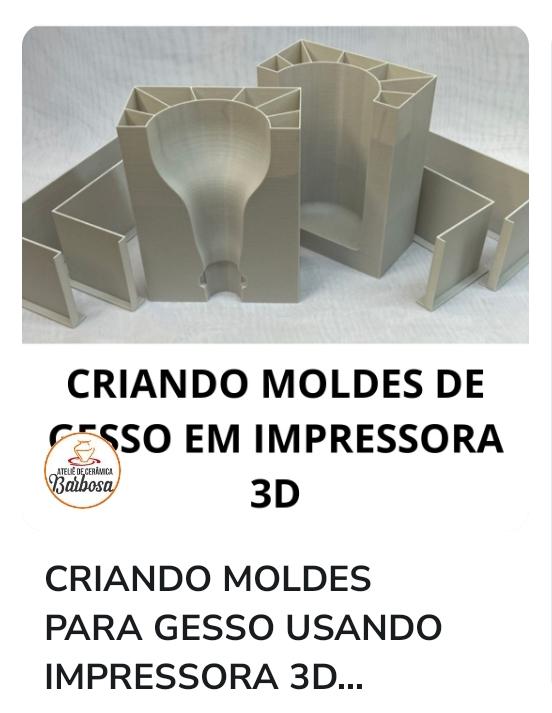 CRIANDO MOLDES DE
GESSO EM IMPRESSORA
3D
ATELIÊ DE CERÂMICA
Barbosa
CRIANDO MOLDES
PARA GESSO USANDO
IMPRESSORA 3D...